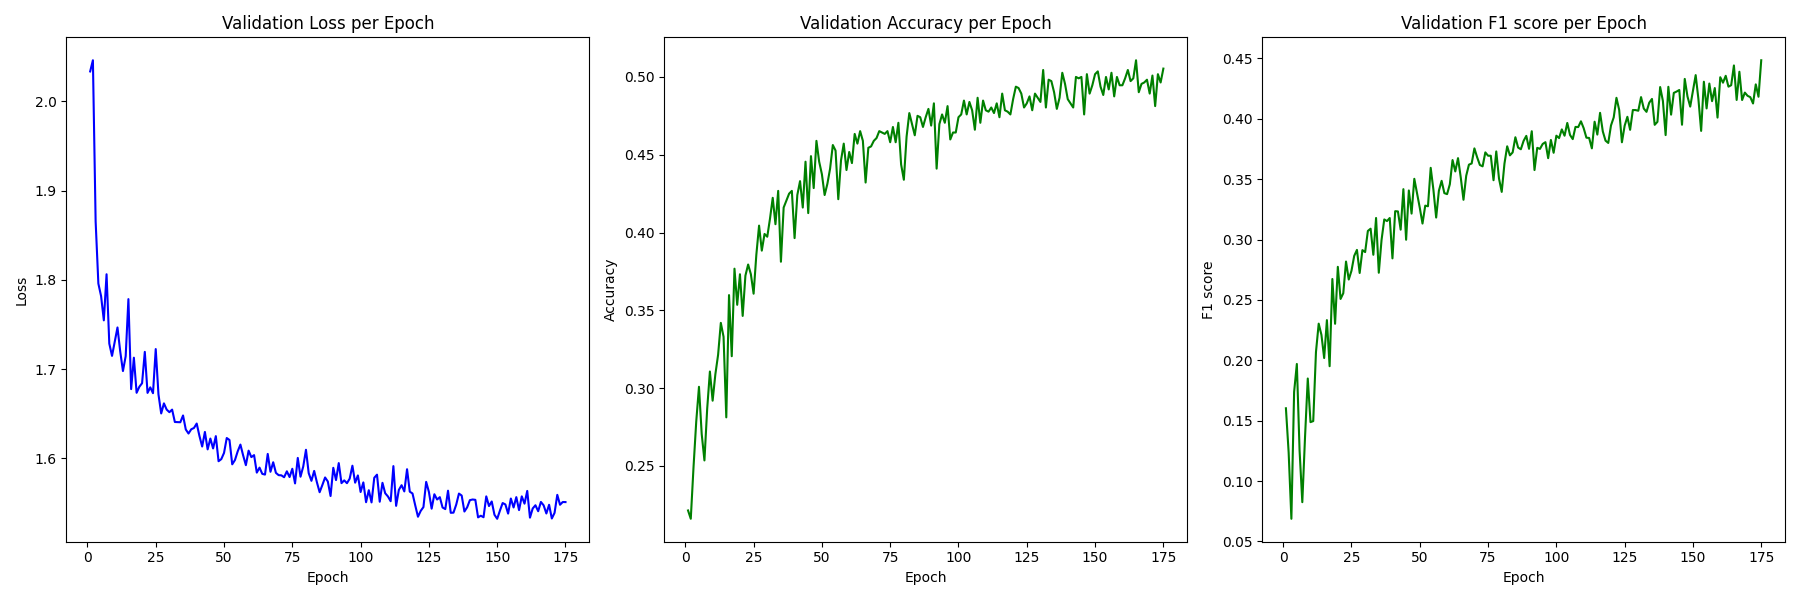 Validation Loss per Epoch
Loss
2.0
1.9
1.8
1.7
1.6
0 25 50 75 100 125 150 175
Epoch
Validation Accuracy per Epoch
Accuracy
0.50
0.45
0.40
0.35
0.30
0.25
0 25 50 75 100 125 150 175
Epoch
Validation F1 score per Epoch
F1 score
0.45
0.40
0.35
0.30
0.25
0.20
0.15
0.10
0.05
0 25 50 75 100 125 150 175
Epoch